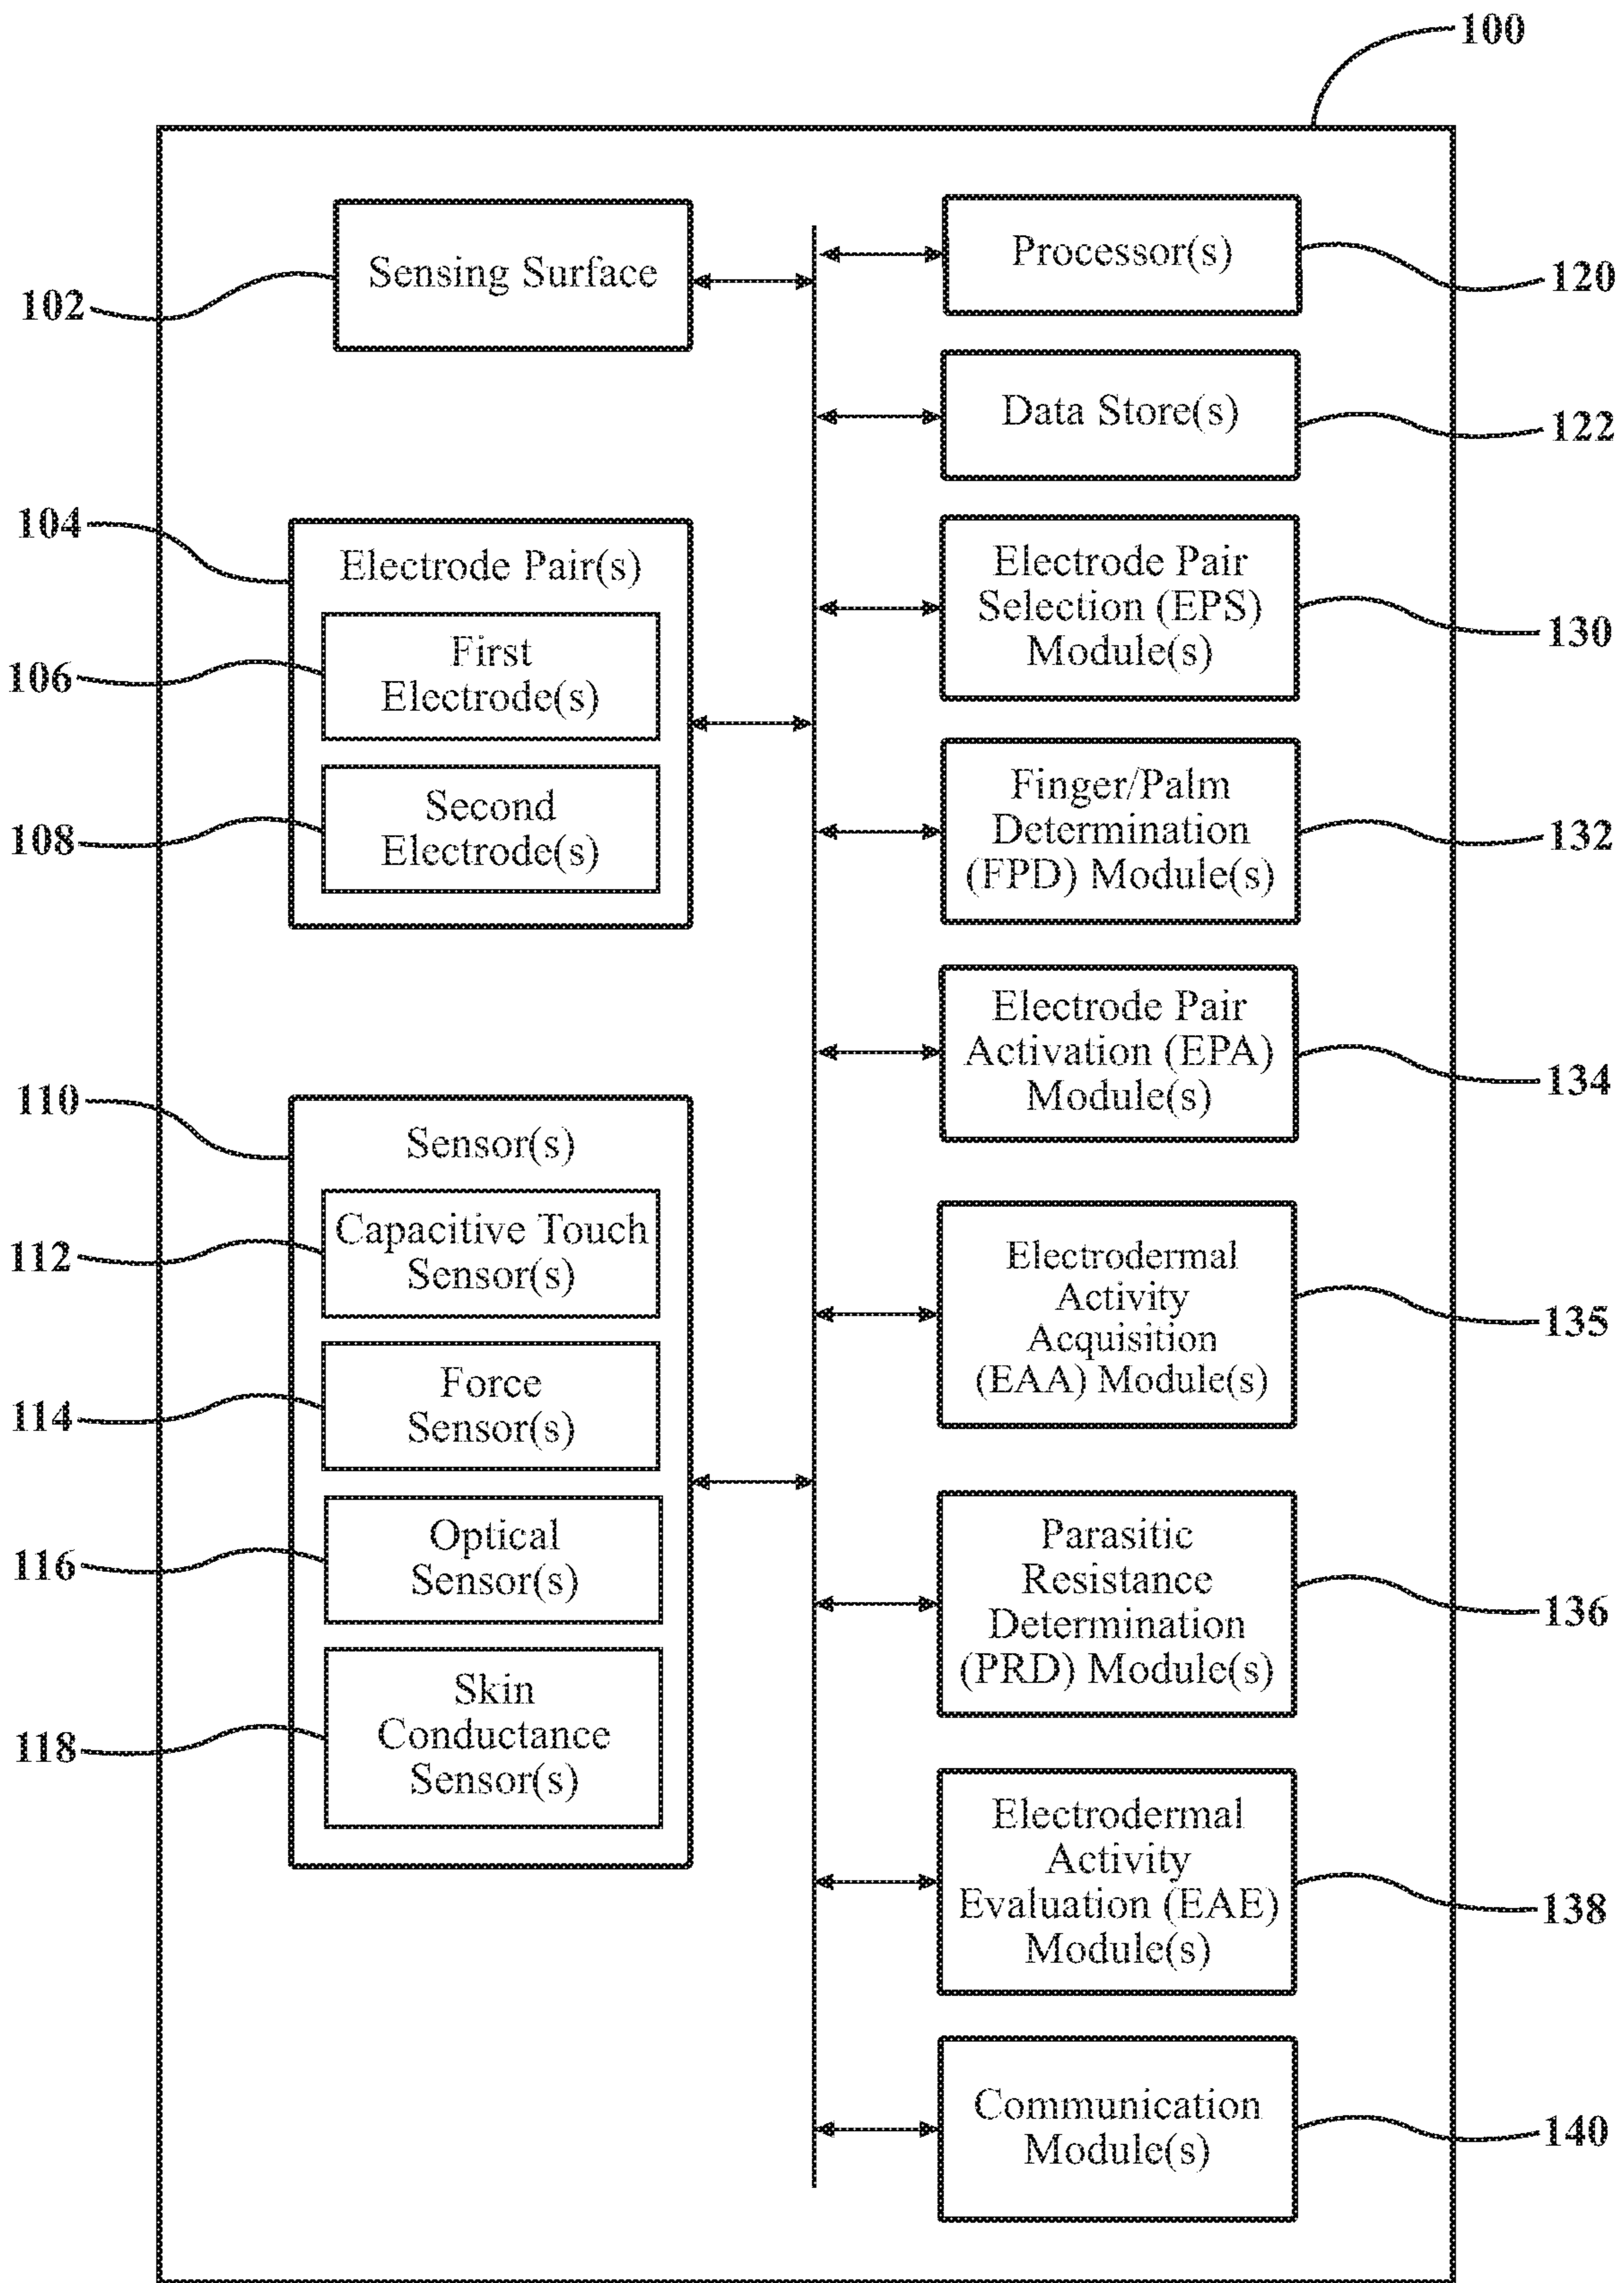 100
Sensing Surface
102
Electrode Pair(s)
104
First
Electrode(s)
106
Second
Electrode(s)
108
Sensor(s)
110
Capacitive Touch
Sensor(s)
112
Force
Sensor(s)
114
Optical
Sensor(s)
116
Skin
Conductance
Sensor(s)
118
Processor(s)
120
Data Store(s)
122
Electrode Pair
Selection (EPS)
Module(s)
130
Finger/Palm
Determination
(FPD) Module(s)
132
Electrode Pair
Activation (EPA)
Module(s)
134
Electrodermal
Activity
Acquisition
(EAA) Module(s)
135
Parasitic
Resistance
Determination
(PRD) Module(s)
136
Electrodermal
Activity
Evaluation (EAE)
Module(s)
138
Communication
Module(s)
140